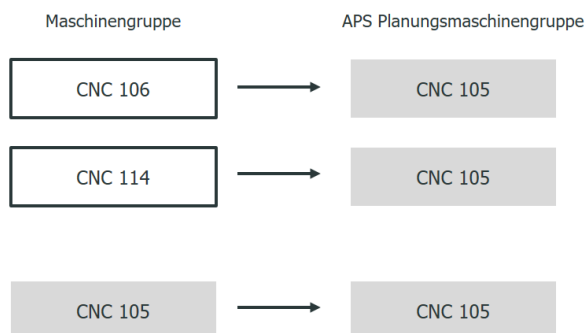 Maschinengruppe APS Planungsmaschinengruppe
CNC 106 CNC 105
CNC 114 CNC 105
CNC 105 CNC 105